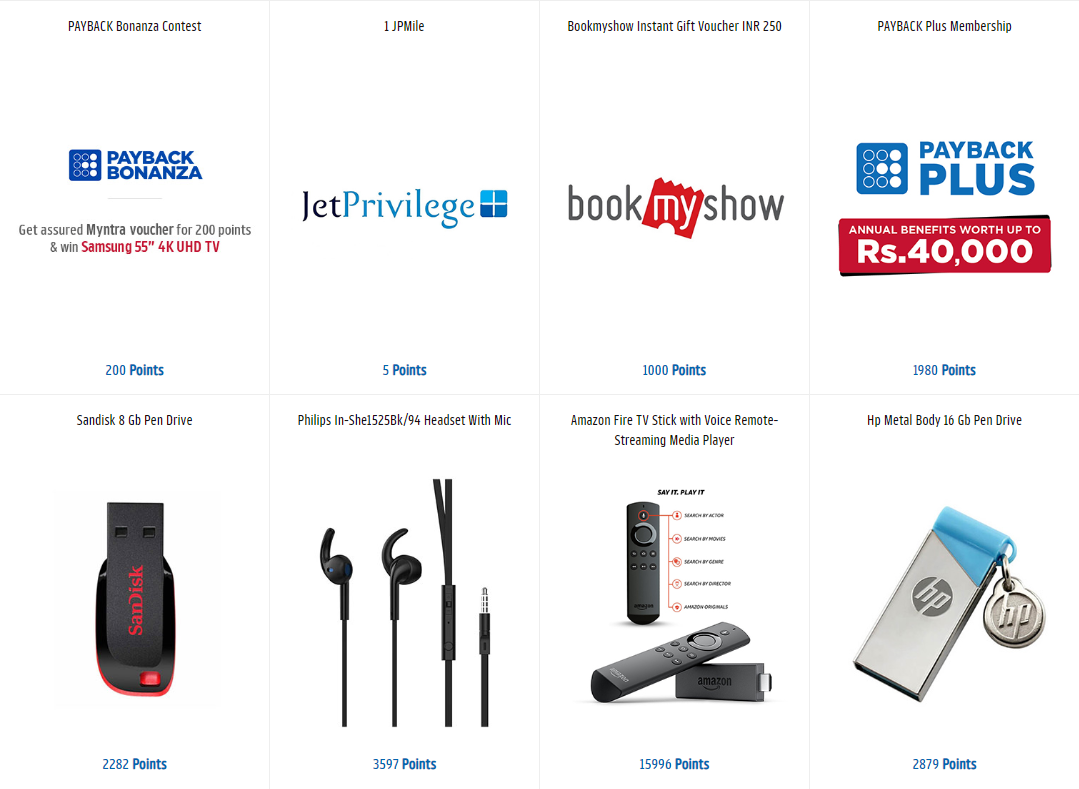 PAYBACK Bonanza Contest
1 JPMile
Bookmyshow Instant Gift Voucher INR 250
PAYBACK Plus Membership
PAYBACK
BONANZA
Get assured Myntra voucher for 200 points
& win Samsung 55" 4K UHD TV
JetPrivilege
bookmyshow
PAYBACK
PLUS
ANNUAL BENEFITS WORTH UP TO
Rs.40,000
200 Points
5 Points
1000 Points
1980 Points
Sandisk 8 Gb Pen Drive
Philips In-She1525Bk/94 Headset With Mic
Amazon Fire TV Stick with Voice Remote-
Streaming Media Player
Hp Metal Body 16 Gb Pen Drive
SanDisk
SAY IT. PLAY IT
SEARCH BY ACTOR
SEARCH BY MOVIES
SEARCH BY GENRE
SEARCH BY DIRECTOR
AMAZON ORIGINALS
amazon
amazon
amazon
hp
hp
2282 Points
3597 Points
15996 Points
2879 Points